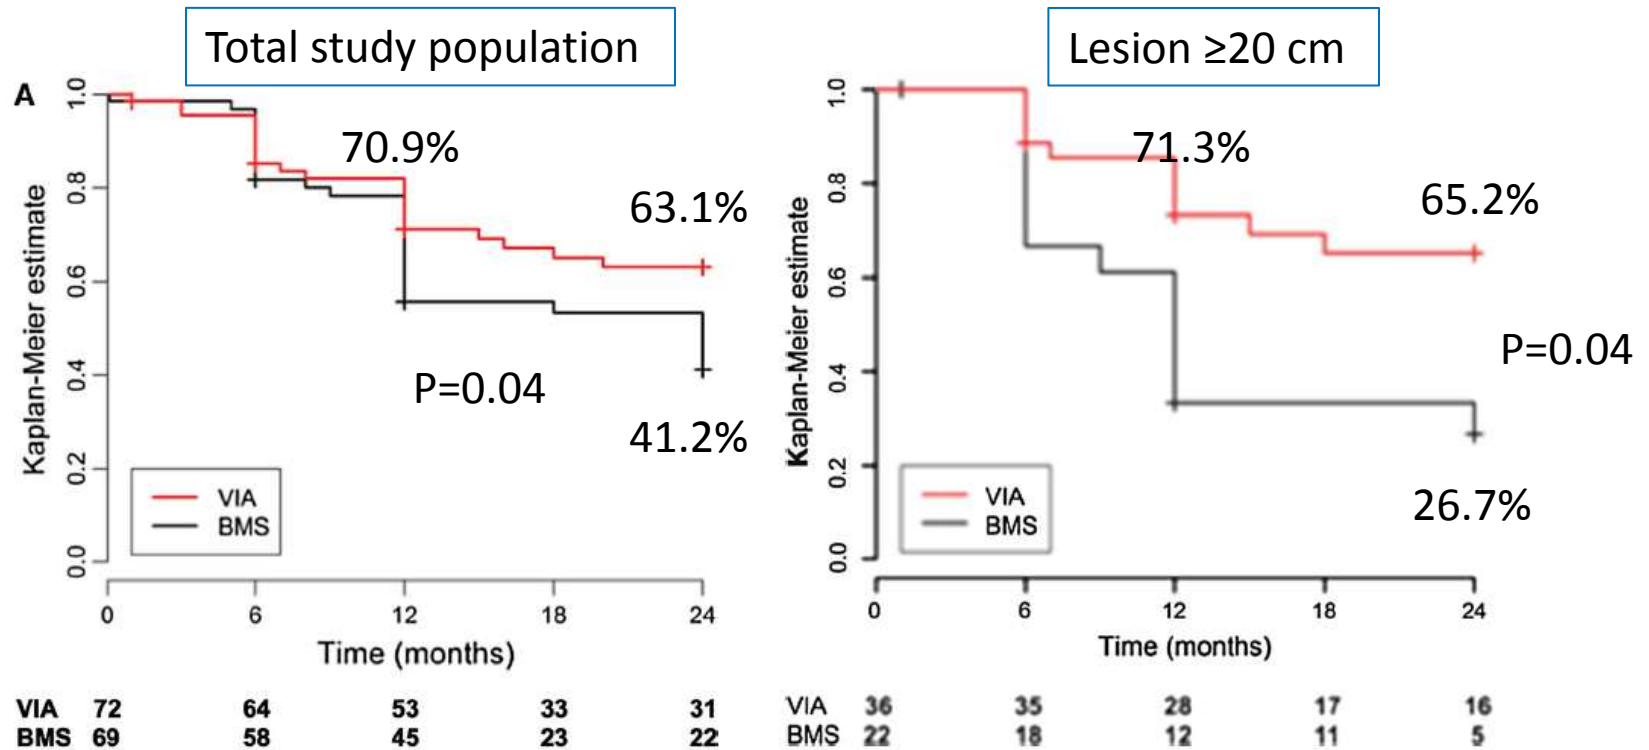 Total study population
A
Kaplan-Meier estimate
1.0
0.8
0.6
0.4
0.2
0.0
70.9%
63.1%
P=0.04
41.2%
VIA
BMS
0 6 12 18 24
Time (months)
VIA 72 64 53 33 31
BMS 69 58 45 23 22
Lesion ≥20 cm
Kaplan-Meier estimate
1.0
0.8
0.6
0.4
0.2
0.0
71.3%
65.2%
P=0.04
26.7%
VIA
BMS
0 6 12 18 24
Time (months)
VIA 36 35 28 17 16
BMS 22 18 12 11 5